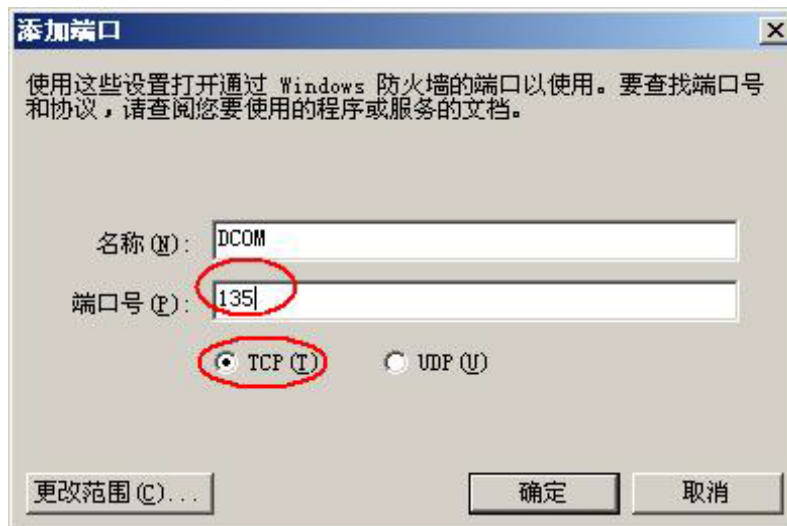 添加端口
使用这些设置打开通过 Windows 防火墙的端口以使用。要查找端口号
和协议，请查阅您要使用的程序或服务的文档。
名称(N): DCOM
端口号(P): 135
TCP(T) UDP(U)
更改范围(C)... 确定 取消